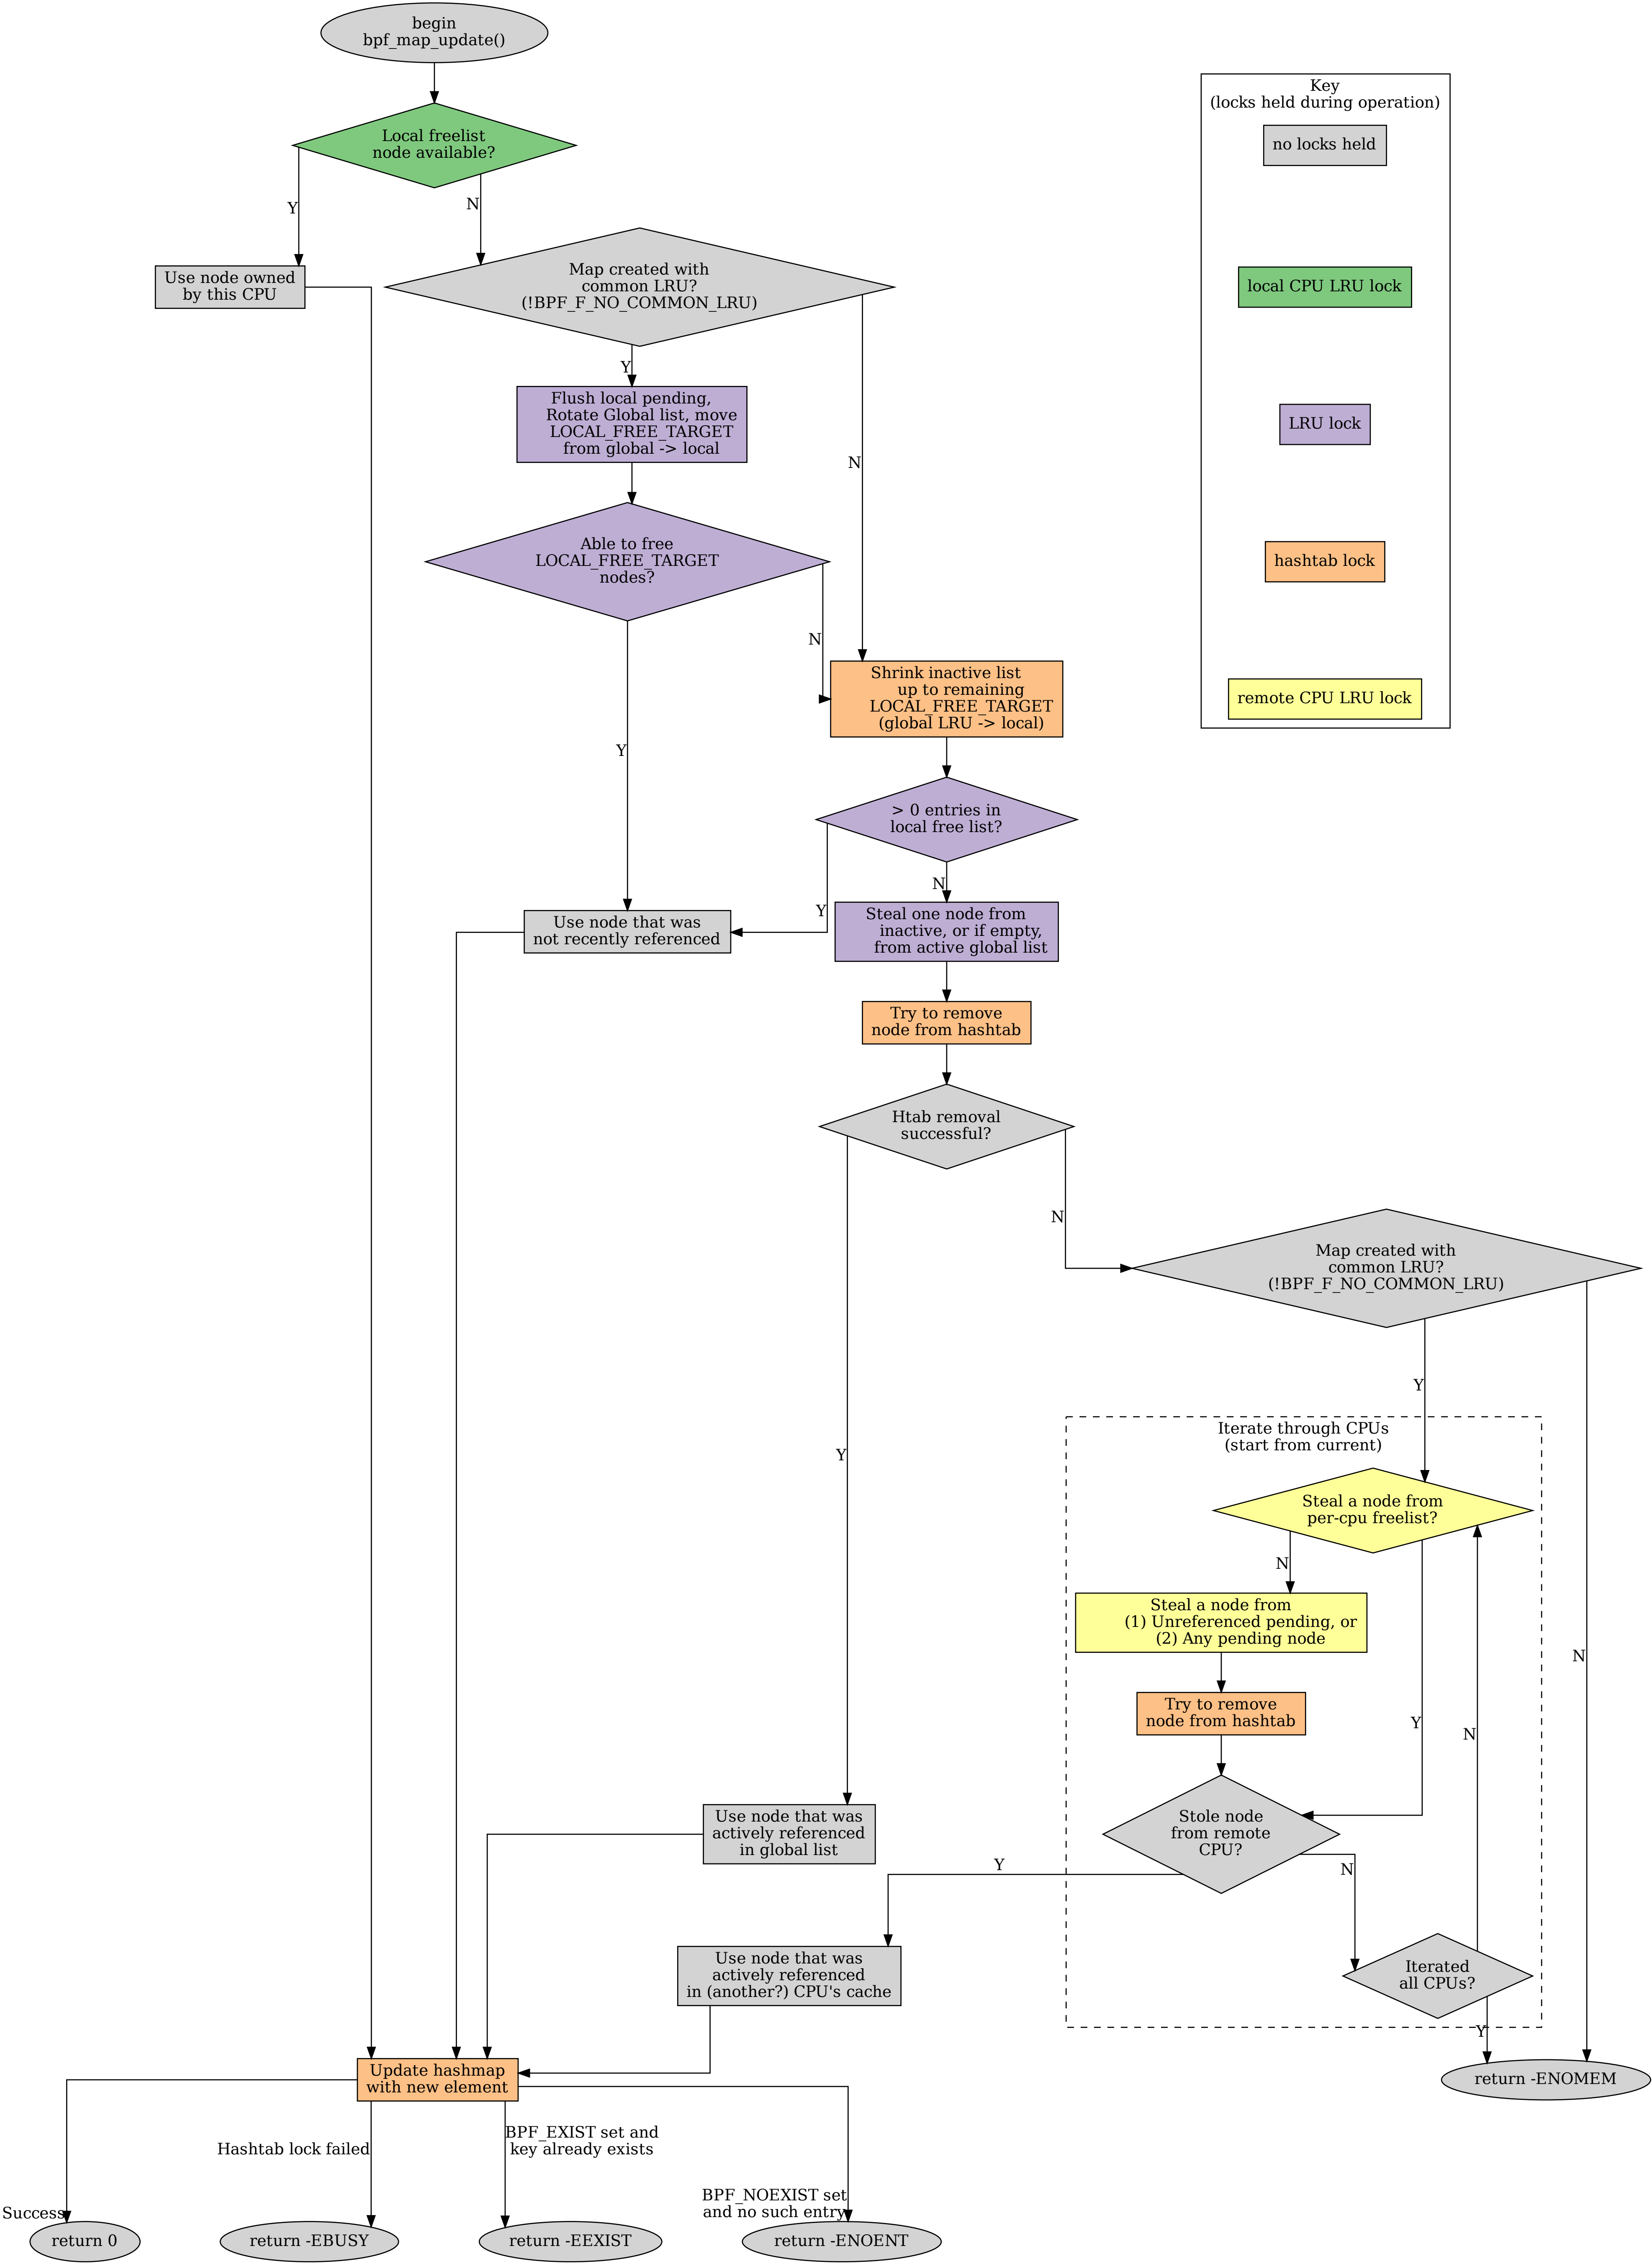 begin
bpf_map_update()
Key
(locks held during operation)
no locks held
local CPU LRU lock
LRU lock
hashtab lock
remote CPU LRU lock
Local freelist
node available?
Y
N
Use node owned
by this CPU
Map created with
common LRU?
(!BPF_F_NO_COMMON_LRU)
Y
N
Flush local pending,
Rotate Global list, move
LOCAL_FREE_TARGET
from global -> local
Able to free
LOCAL_FREE_TARGET
nodes?
Y
N
Shrink inactive list
up to remaining
LOCAL_FREE_TARGET
(global LRU -> local)
> 0 entries in
local free list?
Y
N
Use node that was
not recently referenced
Steal one node from
inactive, or if empty,
from active global list
Try to remove
node from hashtab
Htab removal
successful?
Y
N
Map created with
common LRU?
(!BPF_F_NO_COMMON_LRU)
Y
N
Iterate through CPUs
(start from current)
Steal a node from
per-cpu freelist?
N
Y
Steal a node from
(1) Unreferenced pending, or
(2) Any pending node
Try to remove
node from hashtab
Stole node
from remote
CPU?
Y
N
Iterated
all CPUs?
N
Y
Use node that was
actively referenced
in global list
Use node that was
actively referenced
in (another?) CPU's cache
Update hashmap
with new element
return -ENOMEM
Success
Hashtab lock failed
BPF_EXIST set and
key already exists
BPF_NOEXIST set
and no such entry
return 0
return -EBUSY
return -EEXIST
return -ENOENT